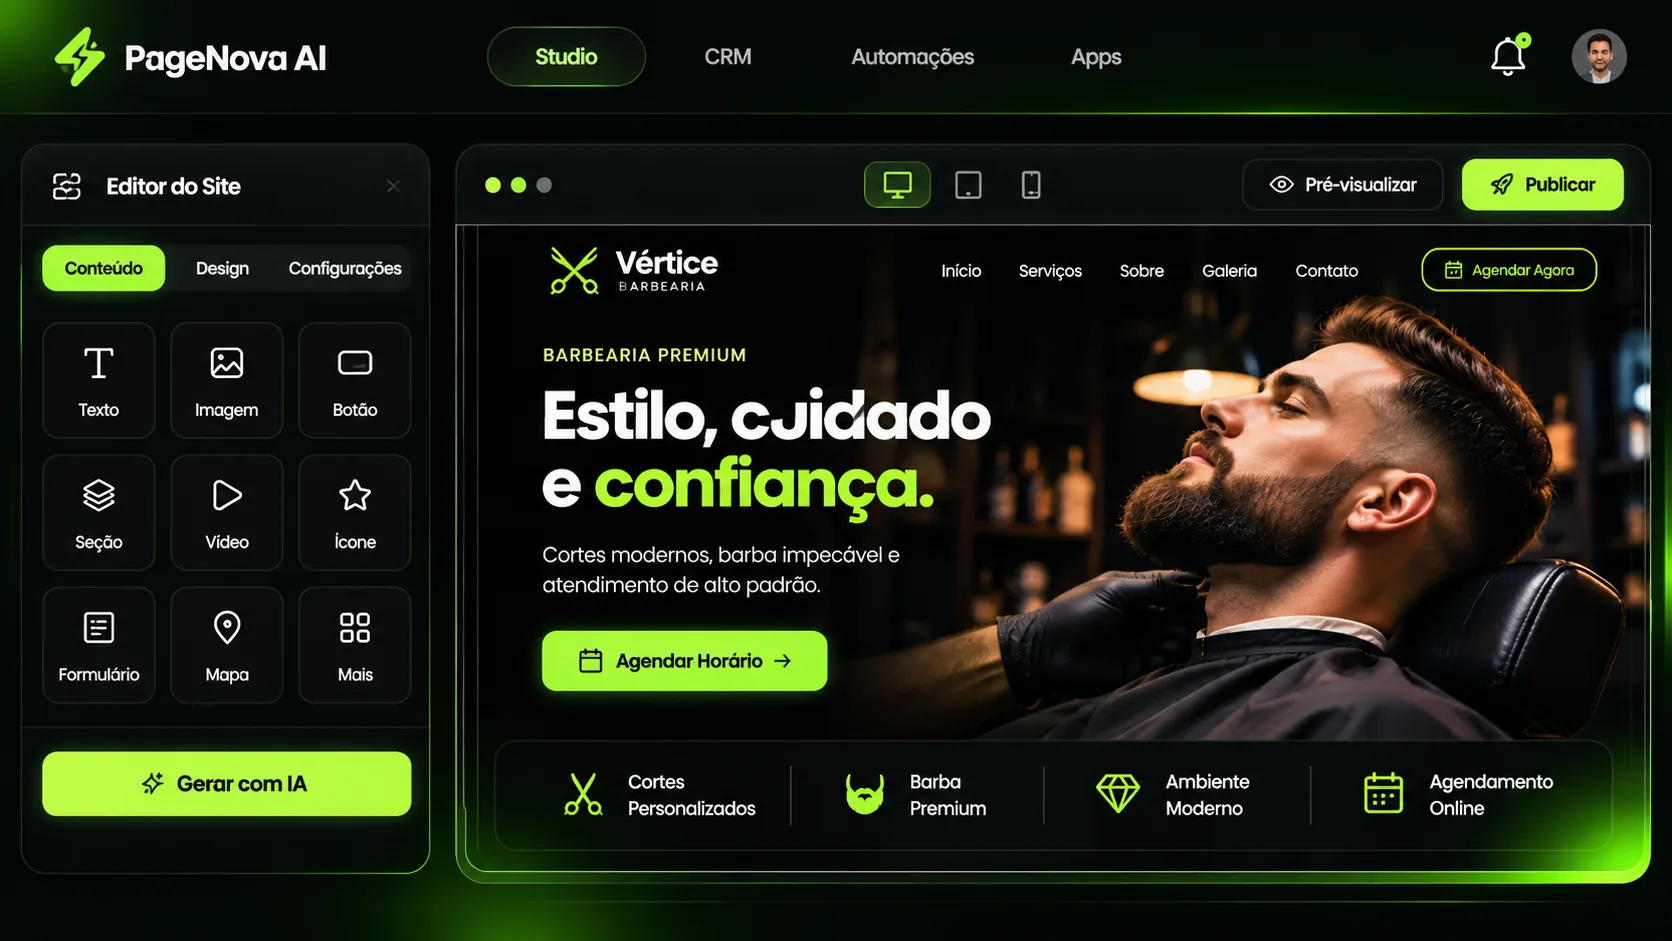 PageNova AI
Studio
CRM
Automações
Apps
Editor do Site
Conteúdo
Design
Configurações
Texto
Imagem
Botão
Seção
Vídeo
Ícone
Formulário
Mapa
Mais
Gerar com IA
Pré-visualizar
Publicar
Vértice
BARBEARIA
Início
Serviços
Sobre
Galeria
Contato
Agendar Agora
BARBEARIA PREMIUM
Estilo, cuidado
e confiança.
Cortes modernos, barba impecável e
atendimento de alto padrão.
Agendar Horário
Cortes
Personalizados
Barba
Premium
Ambiente
Moderno
Agendamento
Online